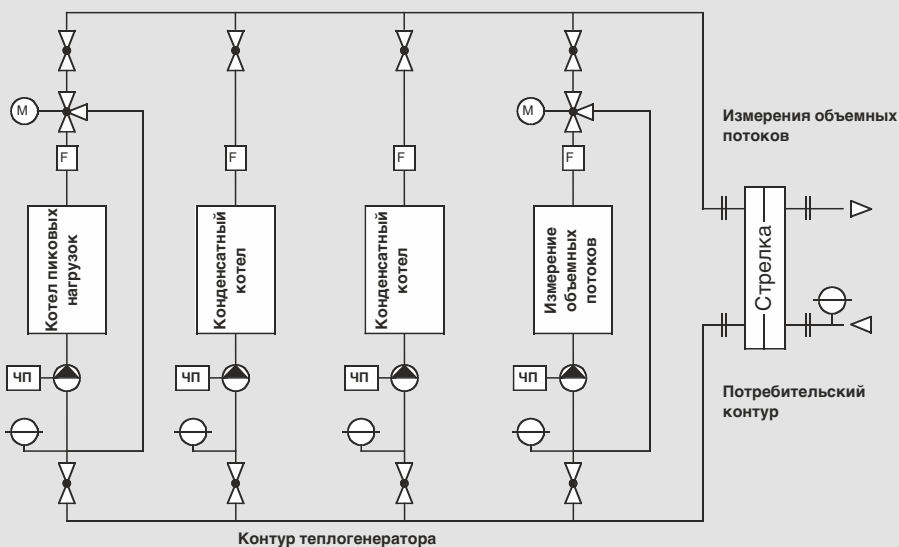 М
М
Измерения объемных
потоков
F
F
F
F
Котел пиковых
нагрузок
Конденсатный
котел
Конденсатный
котел
Измерение
объемных
потоков
Стрелка
ЧП
ЧП
ЧП
ЧП
Потребительский
контур
Контур теплогенератора